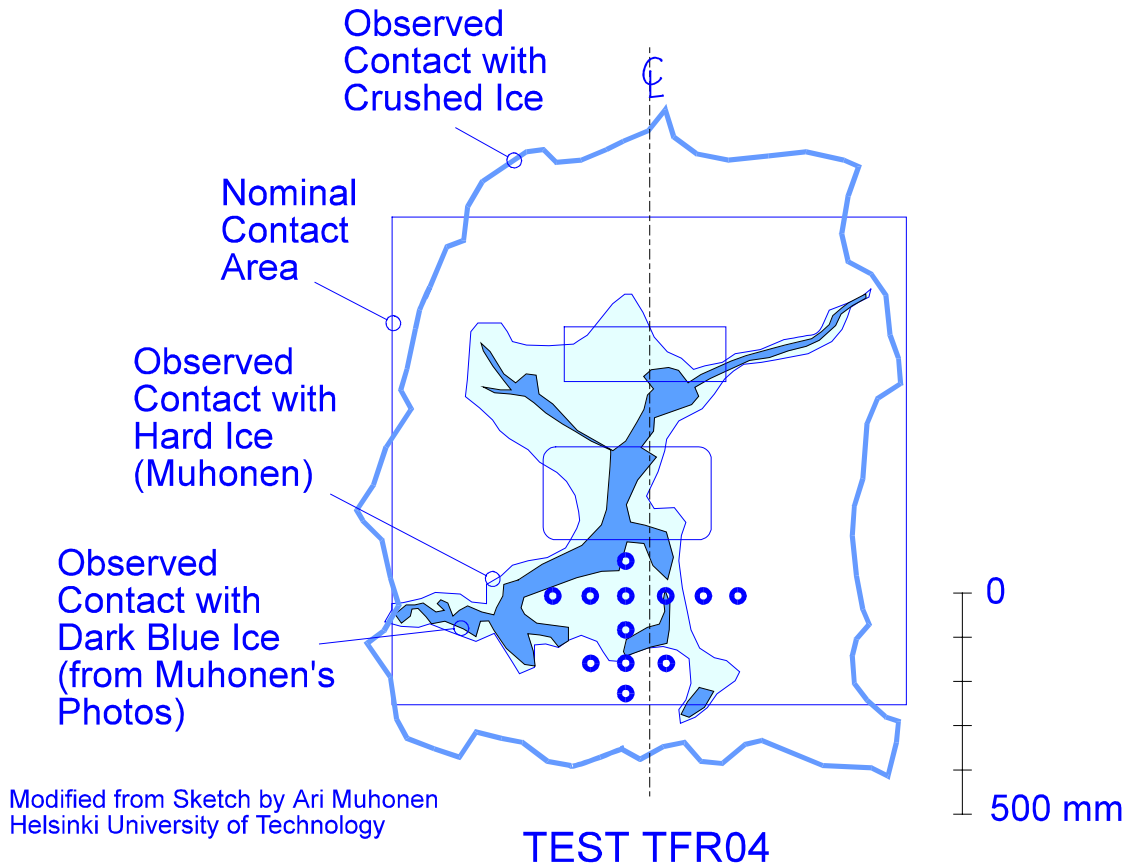 Observed
Contact with
Crushed Ice
CL
Nominal
Contact
Area
Observed
Contact with
Hard Ice
(Muhonen)
Observed
Contact with
Dark Blue Ice
(from Muhonen's
Photos)
0
500 mm
Modified from Sketch by Ari Muhonen
Helsinki University of Technology
TEST TFR04